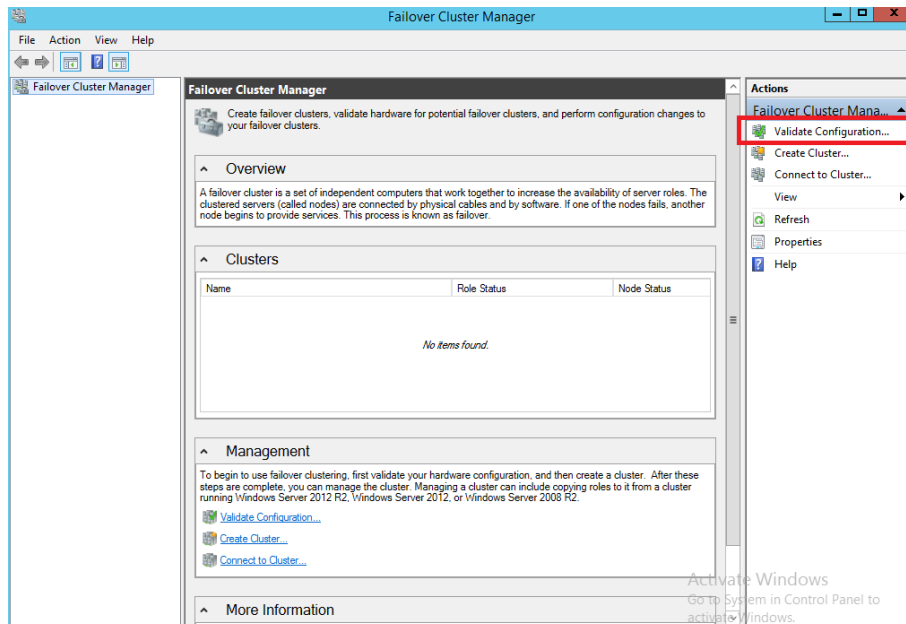 Failover Cluster Manager
x
File Action View Help
Failover Cluster Manager
Failover Cluster Manager
Create failover clusters, validate hardware for potential failover clusters, and perform configuration changes to
your failover clusters.
Overview
A failover cluster is a set of independent computers that work together to increase the availability of server roles. The
clustered servers (called nodes) are connected by physical cables and by software. If one of the nodes fails, another
node begins to provide services. This process is known as failover.
Clusters
Name Role Status Node Status
No items found.
Management
To begin to use failover clustering, first validate your hardware configuration, and then create a cluster. After these
steps are complete, you can manage the cluster. Managing a cluster can include copying roles to it from a cluster
running Windows Server 2012 R2, Windows Server 2012, or Windows Server 2008 R2.
Validate Configuration...
Create Cluster...
Connect to Cluster...
More Information
Actions
Failover Cluster Mana...
Validate Configuration...
Create Cluster...
Connect to Cluster...
View
Refresh
Properties
Help
Activate Windows
Go to System in Control Panel to
activate Windows.